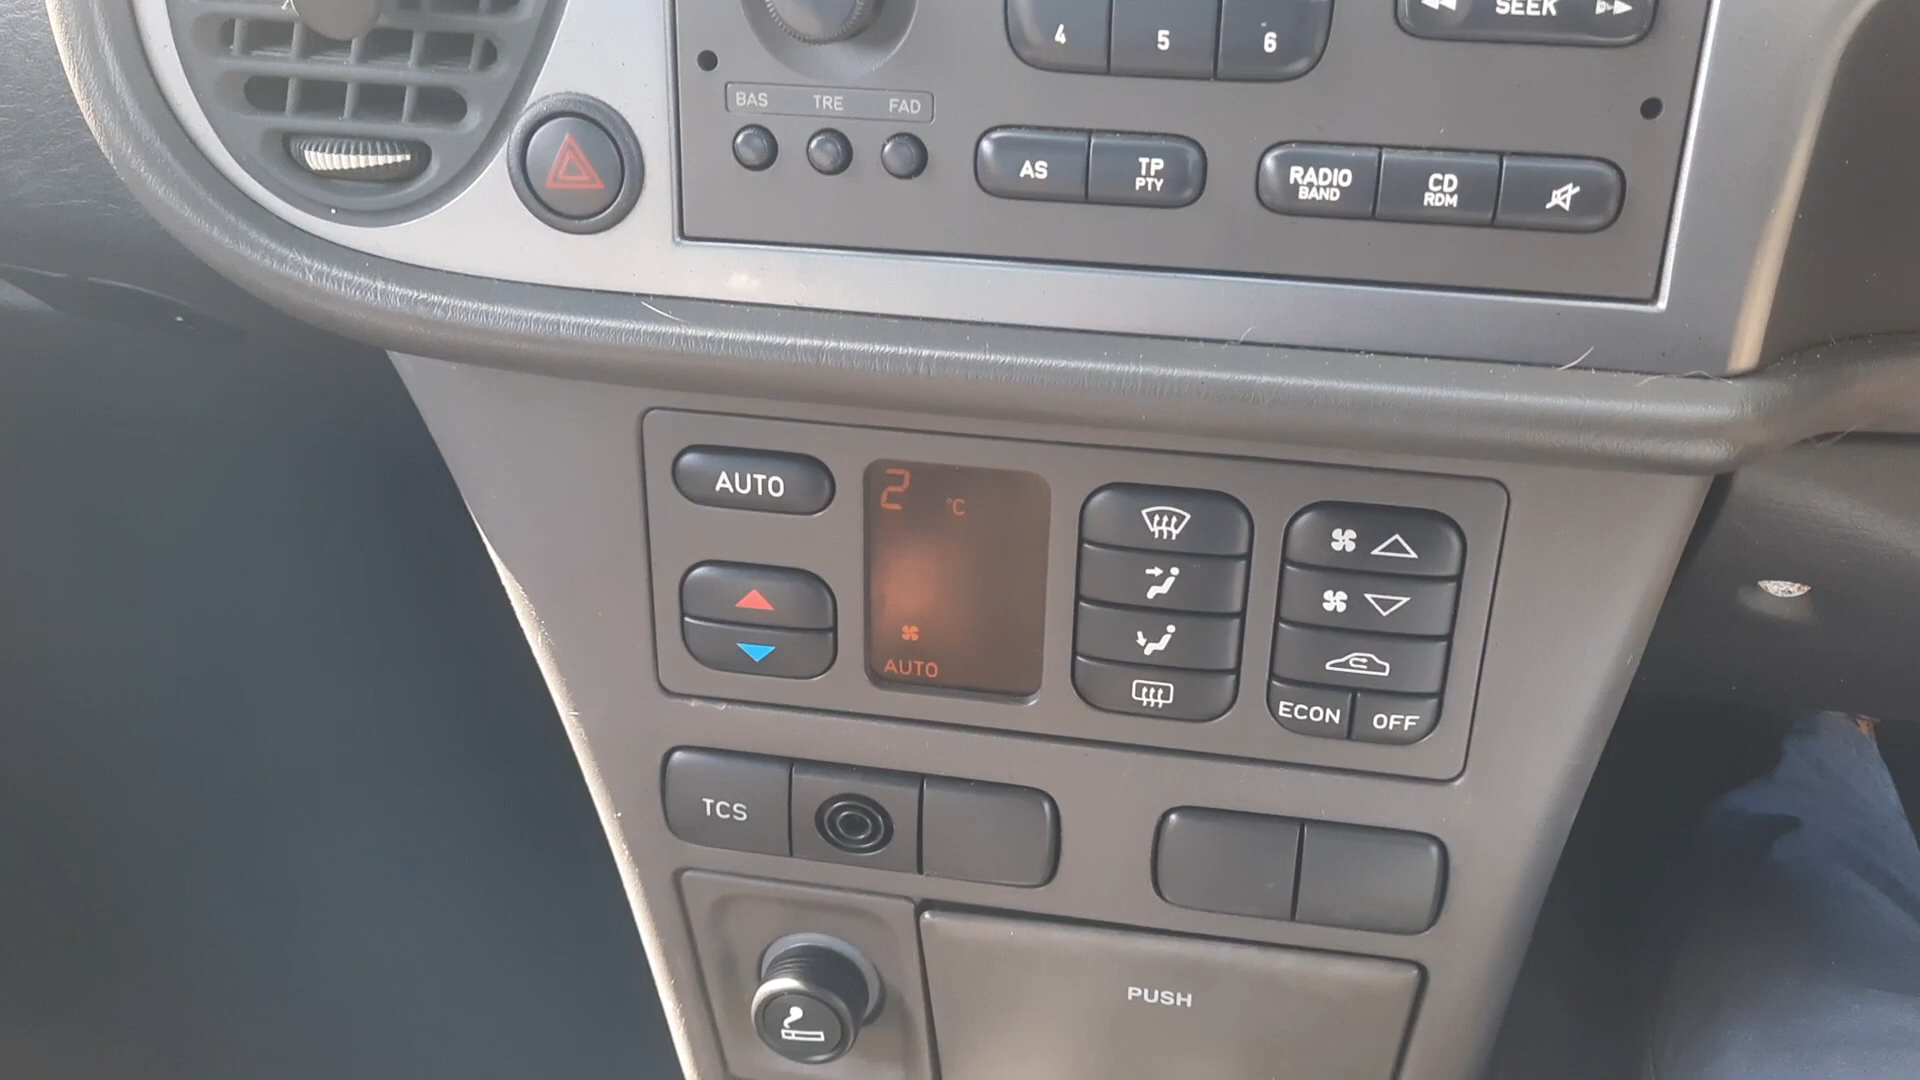 SEEK
4 5 6
BAS TRE FAD
AS
TP
PTY
RADIO
BAND
CD
RDM
AUTO
2 °C
AUTO
ECON OFF
TCS
PUSH